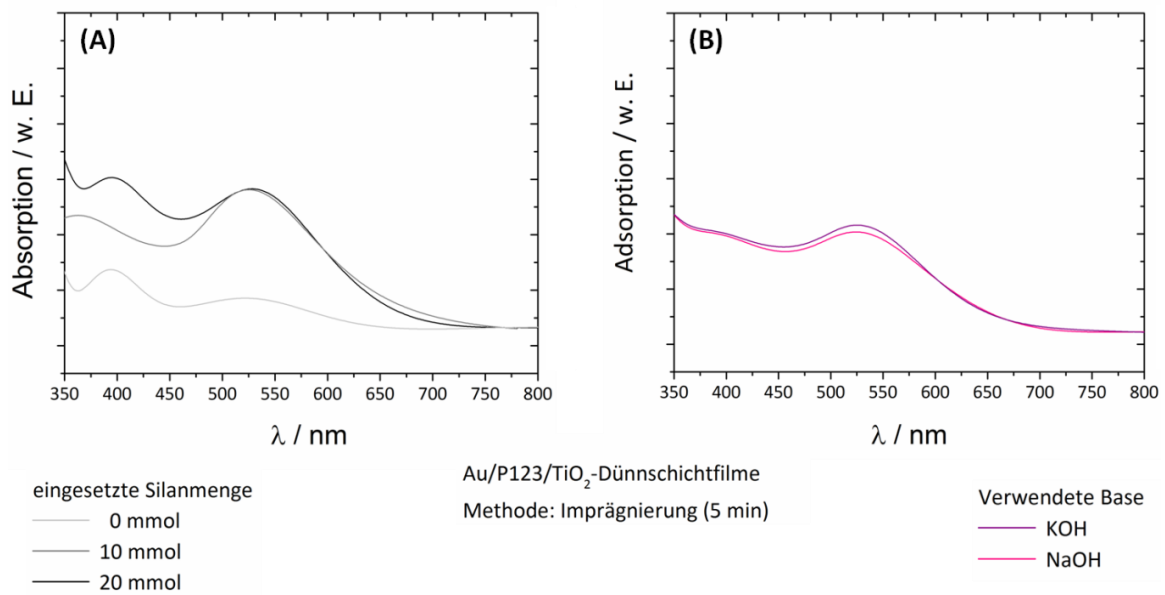 (A)
Absorption / w. E.
350 400 450 500 550 600 650 700 750 800
λ / nm
(B)
Adsorption / w. E.
350 400 450 500 550 600 650 700 750 800
λ / nm
eingesetzte Silanmenge
0 mmol
10 mmol
20 mmol
Au/P123/TiO₂-Dünnschichtfilme
Methode: Imprägnierung (5 min)
Verwendete Base
KOH
NaOH